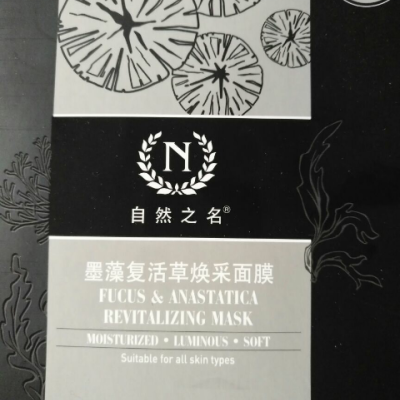 N
自然之名®
墨藻复活草焕采面膜
FUCUS & ANASTATICA
REVITALIZING MASK
MOISTURIZED • LUMINOUS • SOFT
Suitable for all skin types